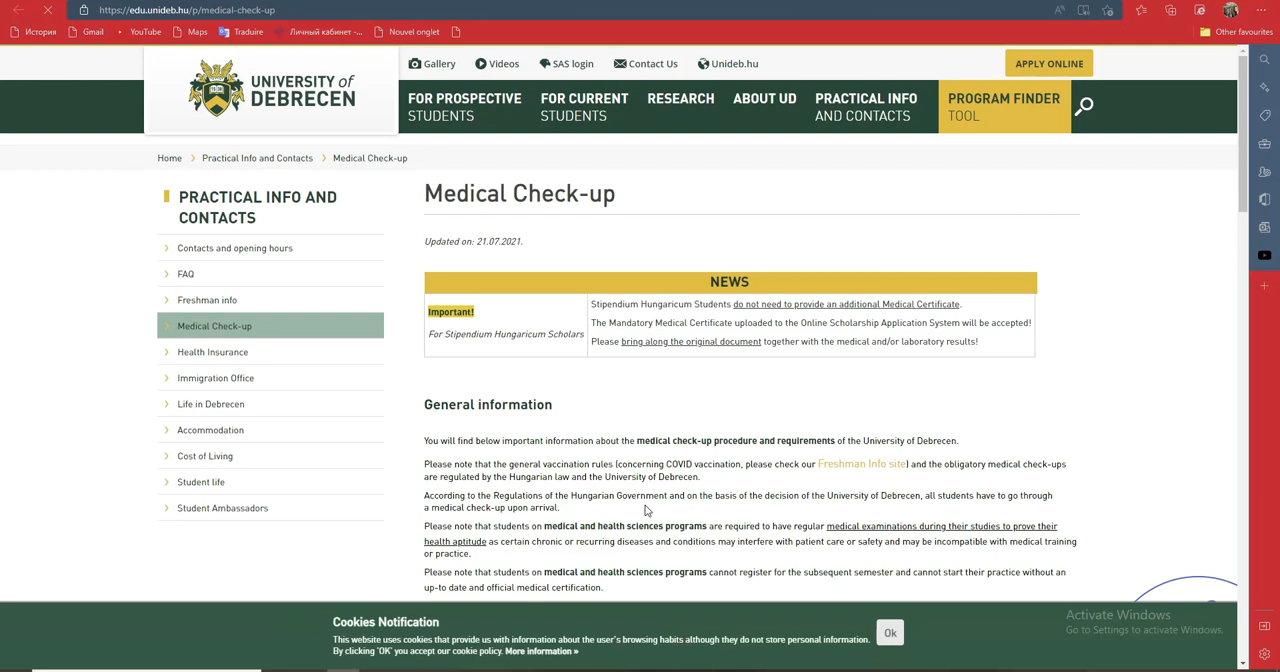 https://edu.unideb.hu/p/medical-check-up
История Gmail YouTube Maps Traduire Личный кабинет -... Nouvel onglet Other favourites
UNIVERSITY of
DEBRECEN
Gallery Videos SAS login Contact Us Unideb.hu APPLY ONLINE
FOR PROSPECTIVE
STUDENTS
FOR CURRENT
STUDENTS
RESEARCH
ABOUT UD
PRACTICAL INFO
AND CONTACTS
PROGRAM FINDER
TOOL
Home Practical Info and Contacts Medical Check-up
PRACTICAL INFO AND
CONTACTS
Contacts and opening hours
FAQ
Freshman info
Medical Check-up
Health Insurance
Immigration Office
Life in Debrecen
Accommodation
Cost of Living
Student life
Student Ambassadors
Medical Check-up
Updated on: 21.07.2021.
NEWS
Important!
For Stipendium Hungaricum Scholars
Stipendium Hungaricum Students do not need to provide an additional Medical Certificate.
The Mandatory Medical Certificate uploaded to the Online Scholarship Application System will be accepted!
Please bring along the original document together with the medical and/or laboratory results!
General information
You will find below important information about the medical check-up procedure and requirements of the University of Debrecen.
Please note that the general vaccination rules (concerning COVID vaccination, please check our Freshman Info site) and the obligatory medical check-ups
are regulated by the Hungarian law and the University of Debrecen.
According to the Regulations of the Hungarian Government and on the basis of the decision of the University of Debrecen, all students have to go through
a medical check-up upon arrival.
Please note that students on medical and health sciences programs are required to have regular medical examinations during their studies to prove their
health aptitude as certain chronic or recurring diseases and conditions may interfere with patient care or safety and may be incompatible with medical training
or practice.
Please note that students on medical and health sciences programs cannot register for the subsequent semester and cannot start their practice without an
up-to date and official medical certification.
Cookies Notification
This website uses cookies that provide us with information about the user's browsing habits although they do not store personal information.
By clicking 'OK' you accept our cookie policy. More information »
Ok
Activate Windows
Go to Settings to activate Windows.